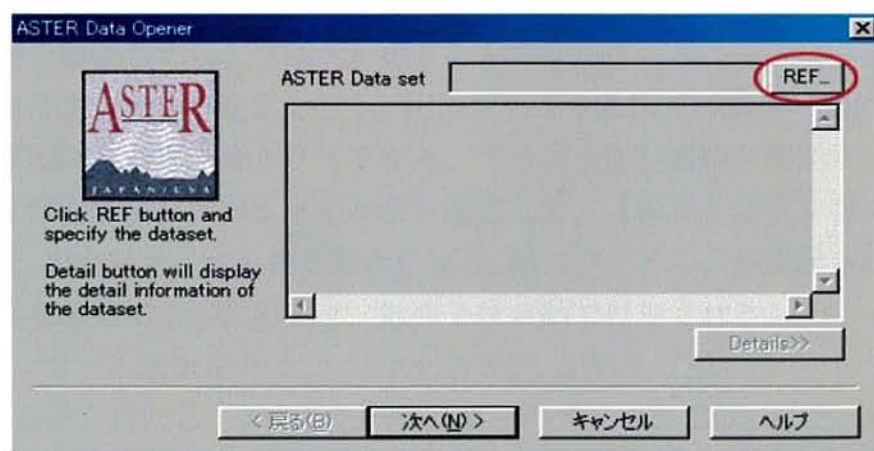 ASTER Data Opener
ASTER
JAPAN/USA
Click REF button and
specify the dataset.
Detail button will display
the detail information of
the dataset.
ASTER Data set
REF...
Details>>
< 戻る(B)
次へ(N) >
キャンセル
ヘルプ